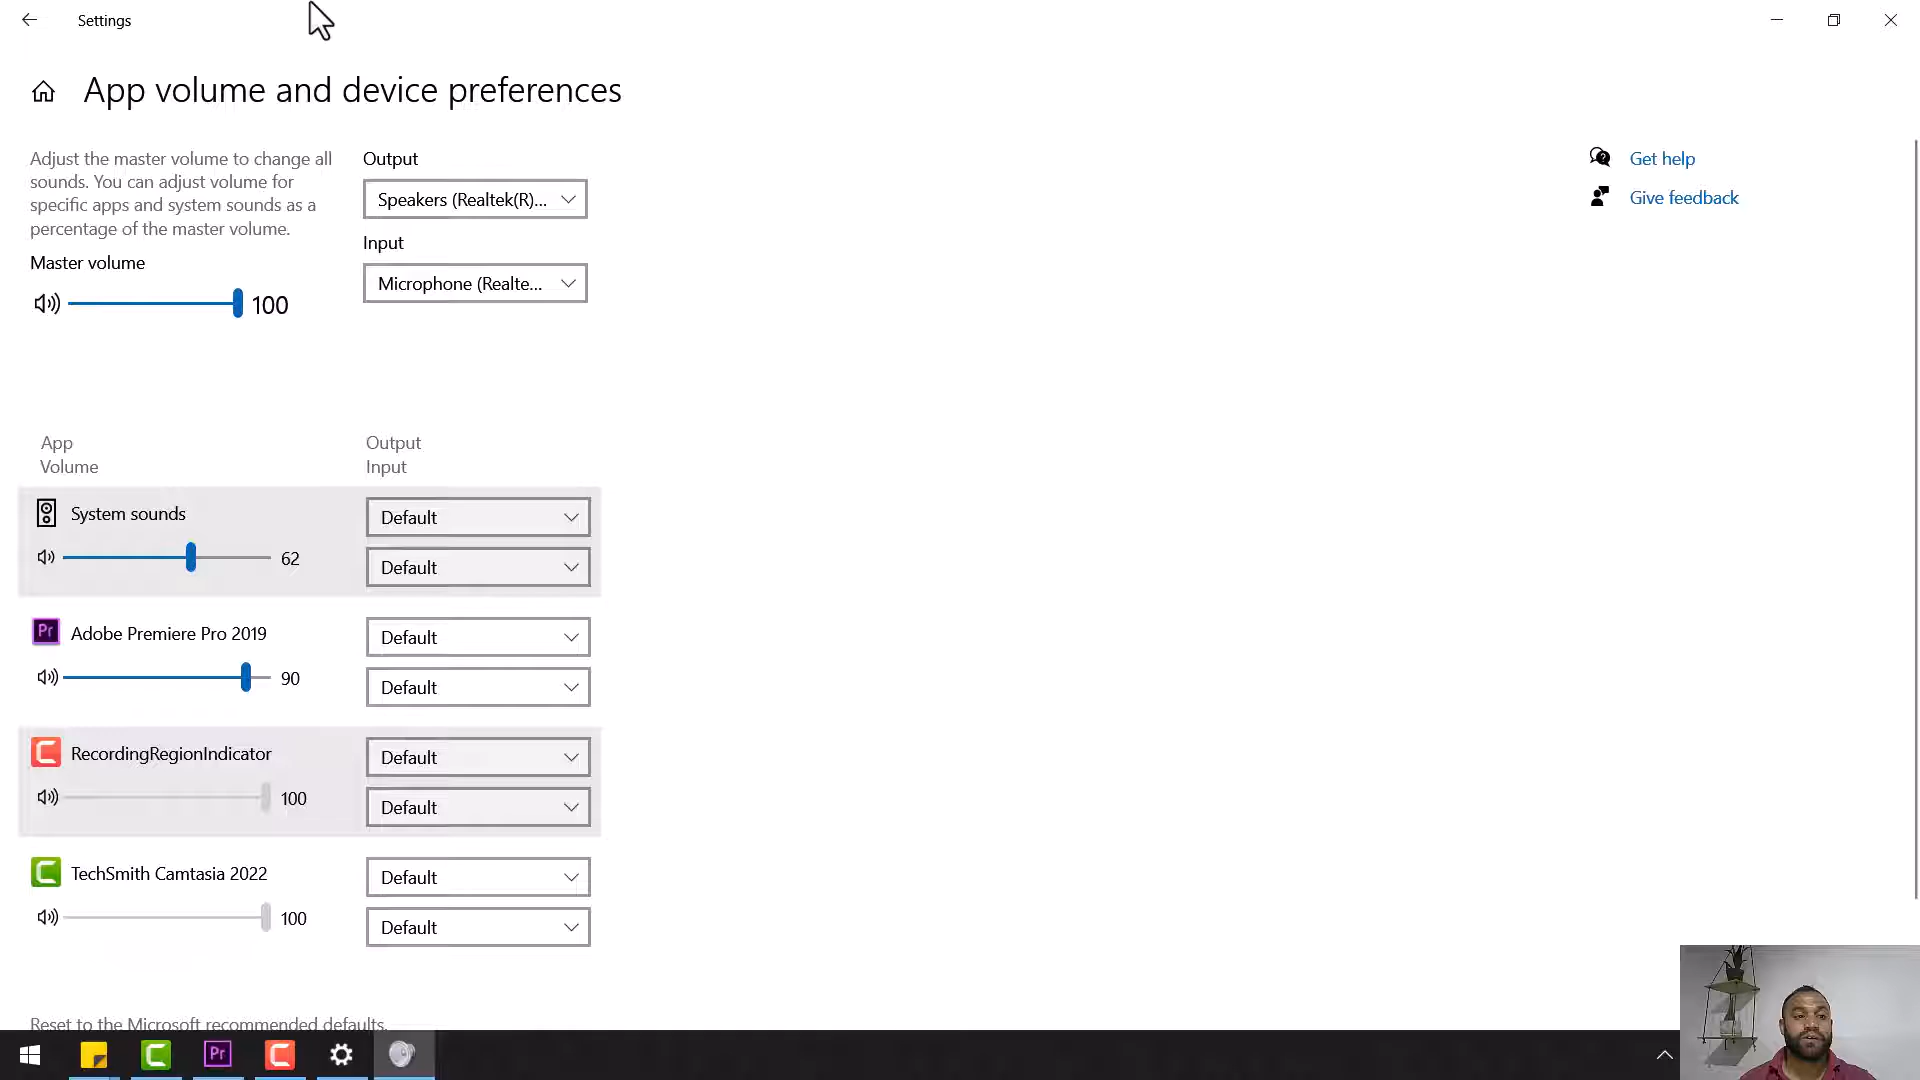 Settings
App volume and device preferences
Adjust the master volume to change all
sounds. You can adjust volume for
specific apps and system sounds as a
percentage of the master volume.
Master volume
100
Output
Speakers (Realtek(R)...
Input
Microphone (Realte...
Get help
Give feedback
App
Volume
Output
Input
System sounds
62
Default
Default
Pr
Adobe Premiere Pro 2019
90
Default
Default
RecordingRegionIndicator
100
Default
Default
TechSmith Camtasia 2022
100
Default
Default
Reset to the Microsoft recommended defaults.
Pr